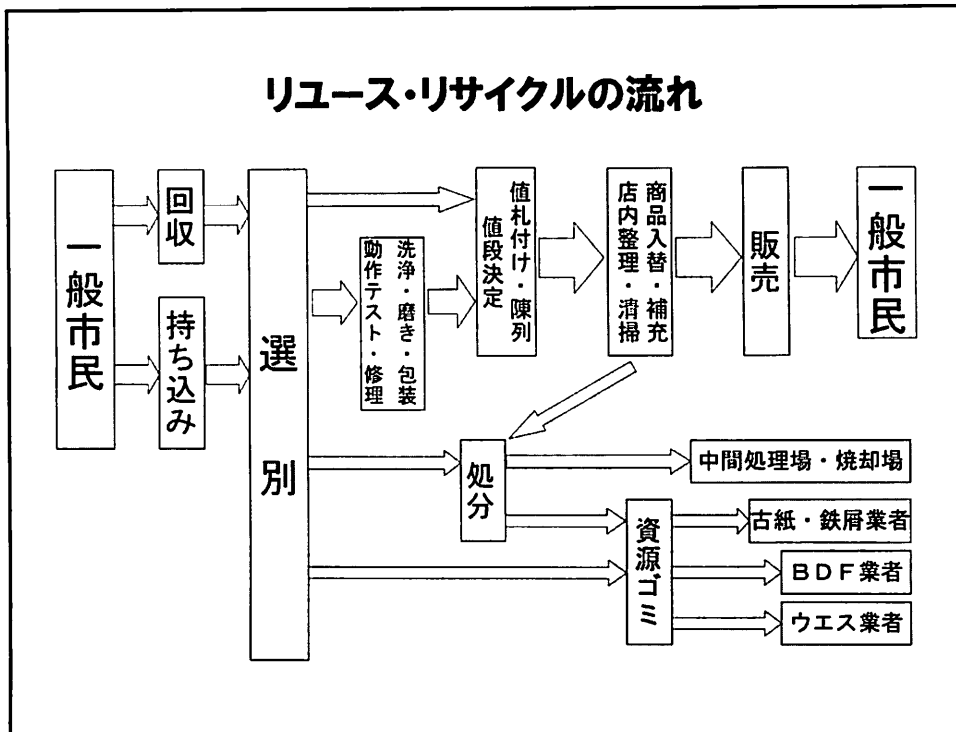 リユース・リサイクルの流れ
一般市民
回収
持ち込み
選別
洗浄・磨き・包装
動作テスト・修理
値札付け・陳列
値段決定
商品入替・補充
店内整理・清掃
販売
一般市民
処分
中間処理場・焼却場
資源ゴミ
古紙・鉄屑業者
BDF業者
ウエス業者